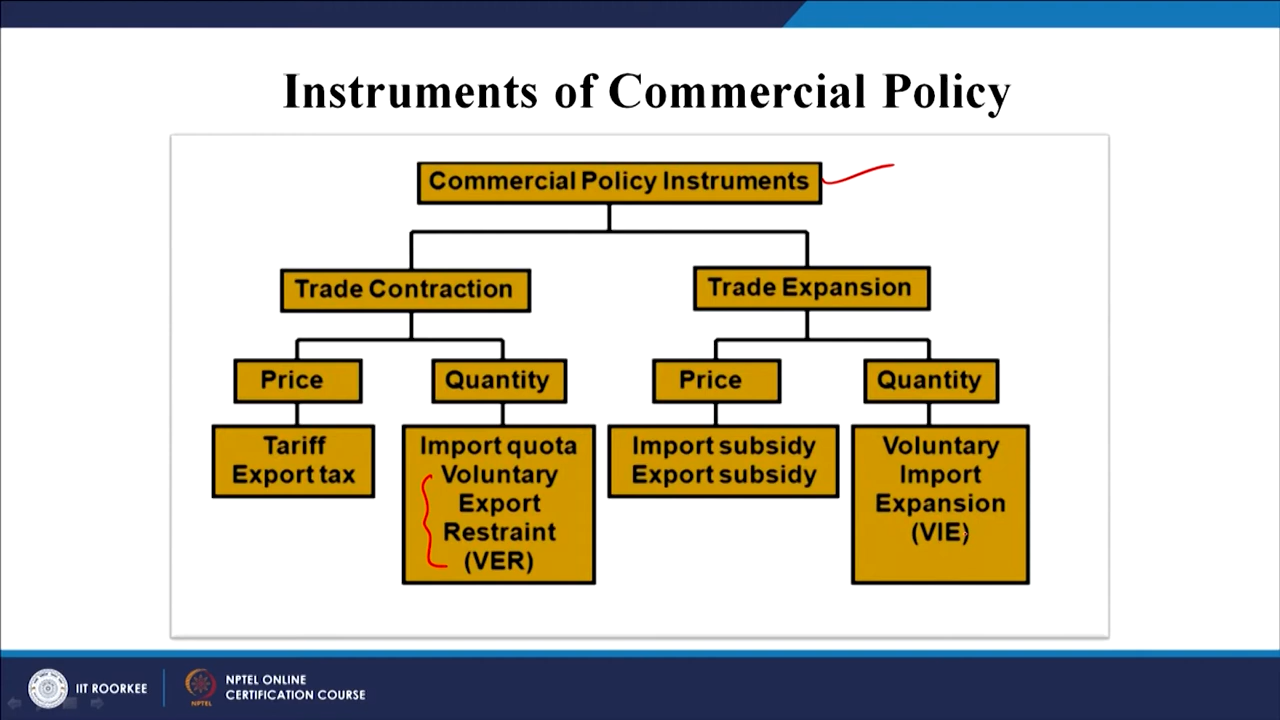 Instruments of Commercial Policy
Commercial Policy Instruments
Trade Contraction
Trade Expansion
Price
Quantity
Price
Quantity
Tariff
Export tax
Import quota
Voluntary
Export
Restraint
(VER)
Import subsidy
Export subsidy
Voluntary
Import
Expansion
(VIE)
IIT ROORKEE
NPTEL
NPTEL ONLINE
CERTIFICATION COURSE